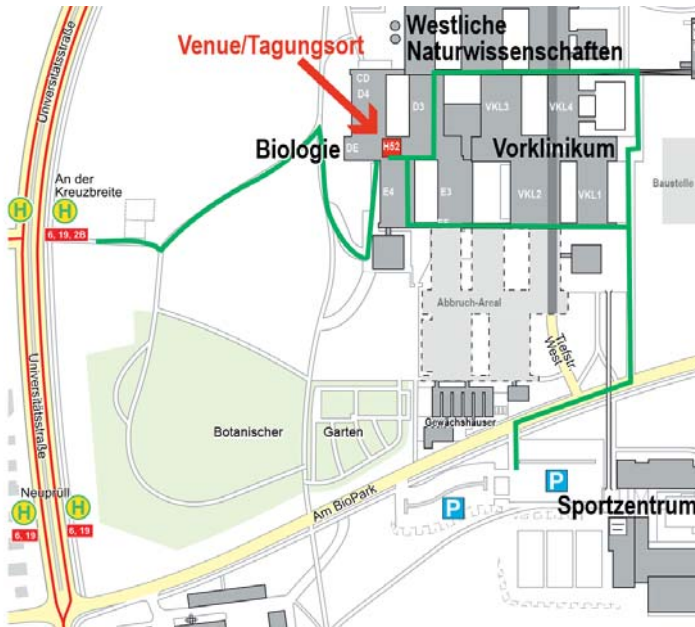 Westliche
Naturwissenschaften
Venue/Tagungsort
CD
D4
D3
VKL3
VKL4
DE
H52
Biologie
Vorklinikum
E4
E3
VKL2
VKL1
Baustelle
Universitätsstraße
An der
Kreuzbreite
H
H
6, 19, 2B
Abbruch-Areal
Tiefstr.
West
Universitätsstraße
Botanischer
Garten
Gewächshäuser
Am BioPark
P
P
Sportzentrum
Neuprüll
H
H
6, 19
6, 19